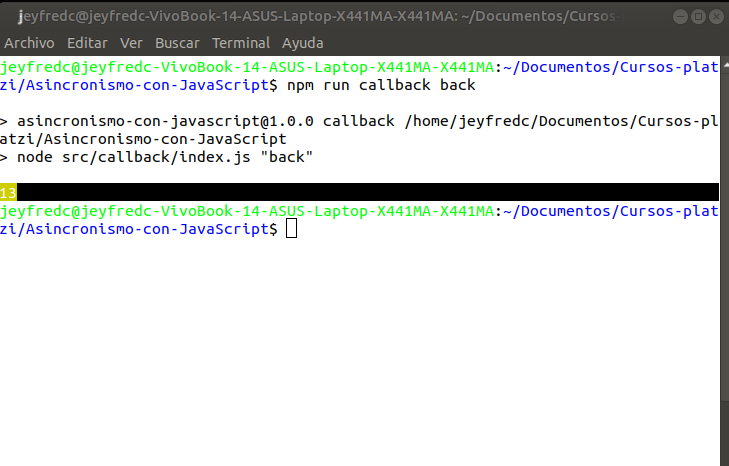 jeyfredc@jeyfredc-VivoBook-14-ASUS-Laptop-X441MA-X441MA: ~/Documentos/Cursos-
Archivo Editar Ver Buscar Terminal Ayuda
jeyfredc@jeyfredc-VivoBook-14-ASUS-Laptop-X441MA-X441MA:~/Documentos/Cursos-plat
zi/Asincronismo-con-JavaScript$ npm run callback back
> asincronismo-con-javascript@1.0.0 callback /home/jeyfredc/Documentos/Cursos-pl
atzi/Asincronismo-con-JavaScript
> node src/callback/index.js "back"
13
jeyfredc@jeyfredc-VivoBook-14-ASUS-Laptop-X441MA-X441MA:~/Documentos/Cursos-plat
zi/Asincronismo-con-JavaScript$